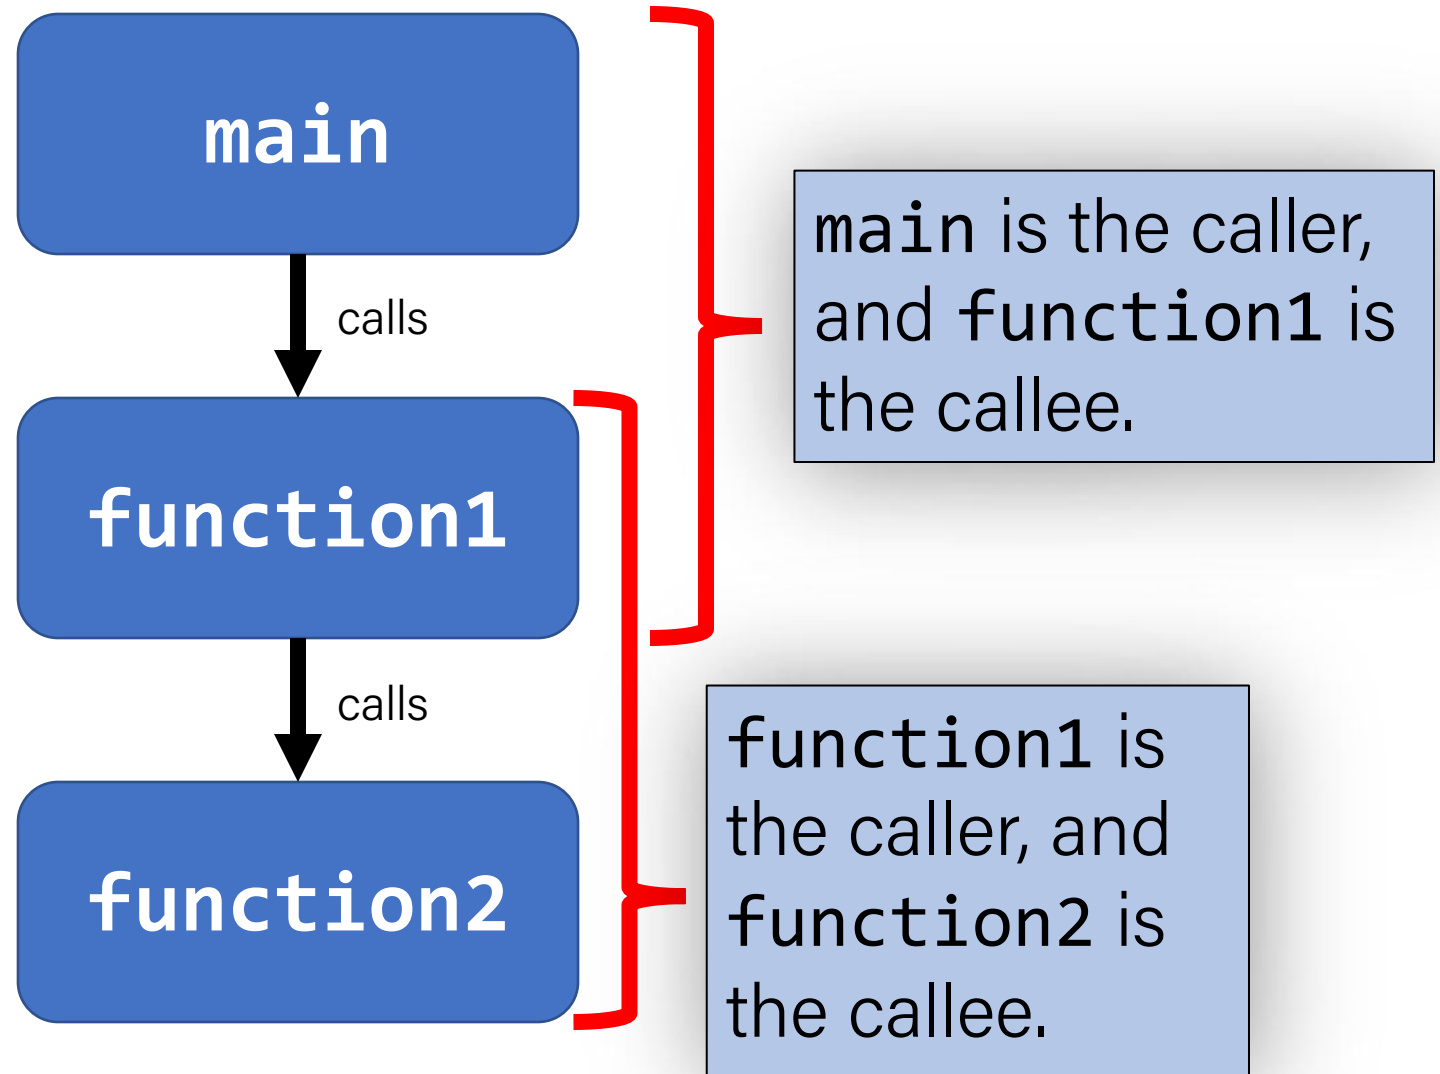 main
calls
function1
calls
function2
main is the caller,
and function1 is
the callee.
function1 is
the caller, and
function2 is
the callee.